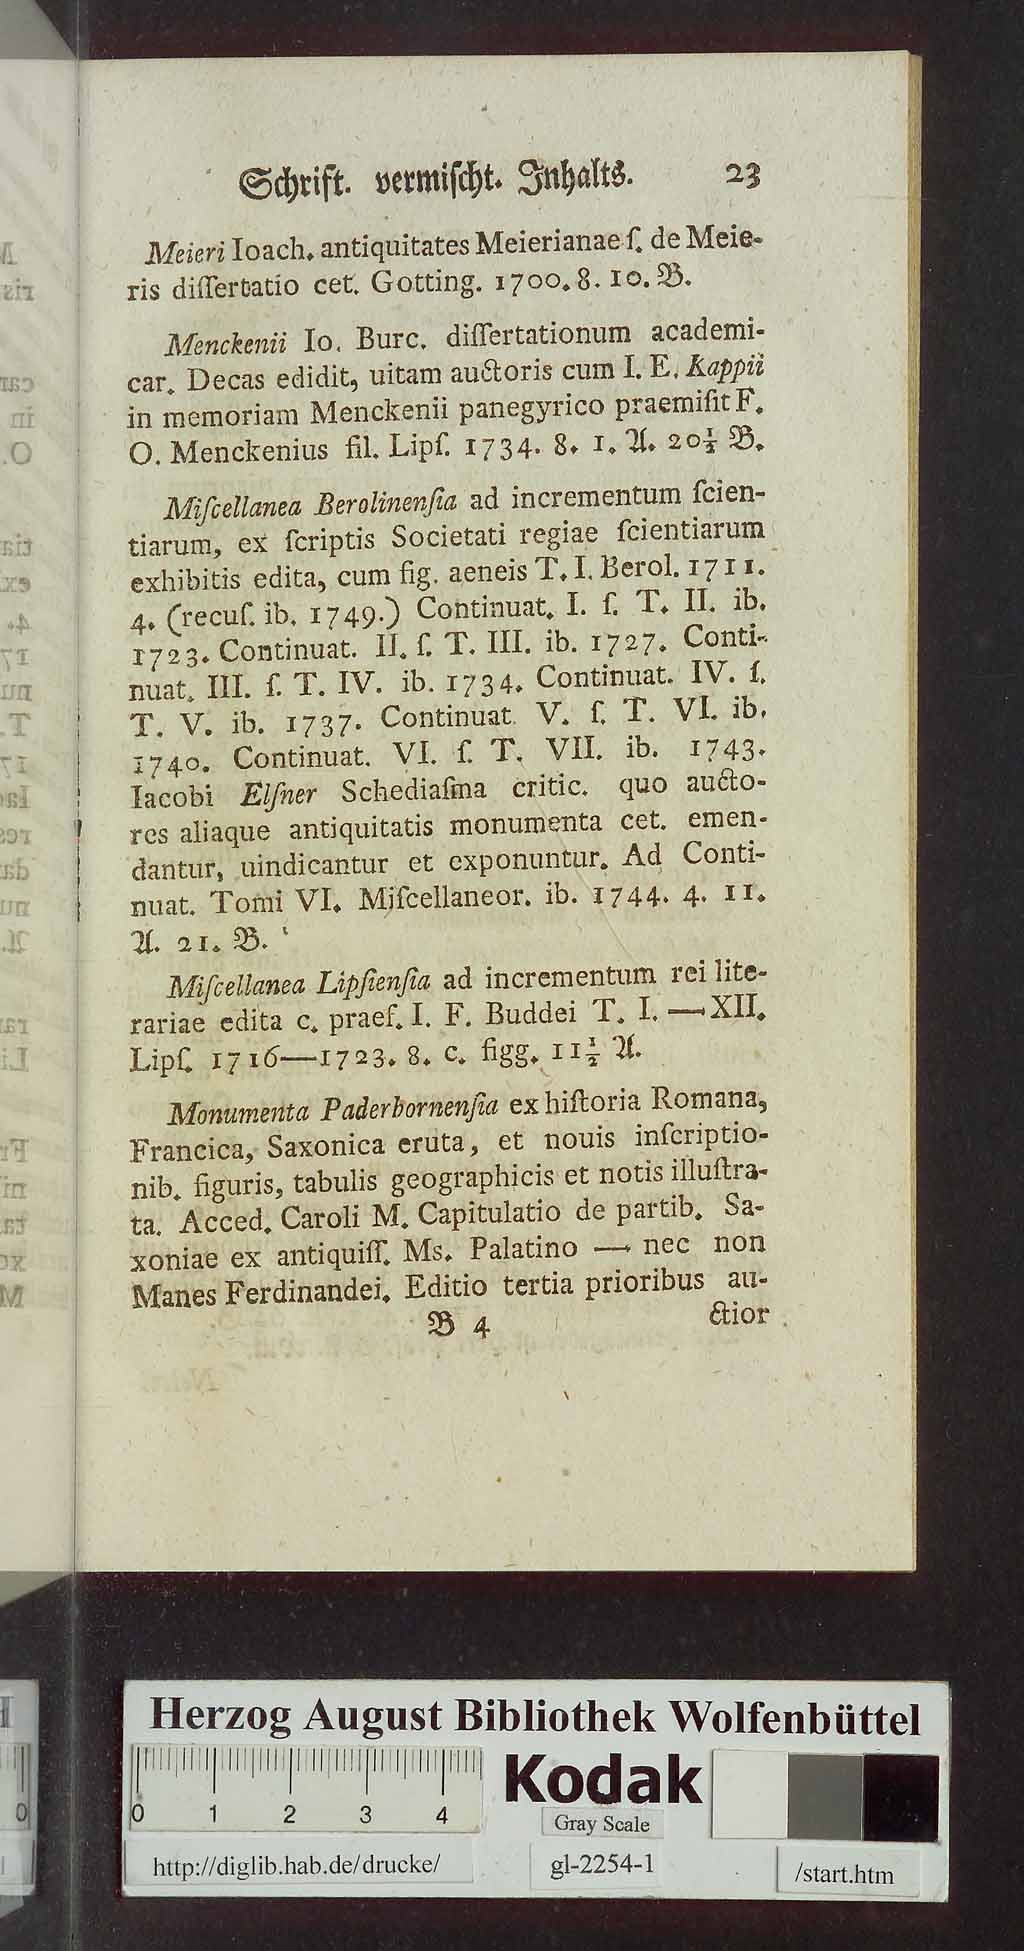 Schrift. vermiſcht. Inhalts. 23
Meieri Ioach. antiquitates Meierianae ſ. de Meie-
ris diſſertatio cet. Gotting. 1700. 8. 10. B.
Menckenii Io. Burc. diſſertationum academi-
car. Decas edidit, uitam auctoris cum I. E. Kappii
in memoriam Menckenii panegyrico praemiſit F.
O. Menckenius fil. Lipſ. 1734. 8. 1. A. 20½ B.
Miſcellanea Berolinenſia ad incrementum ſcien-
tiarum, ex ſcriptis Societati regiae ſcientiarum
exhibitis edita, cum fig. aeneis T. I. Berol. 1711.
4. (recuſ. ib. 1749.) Continuat. I. ſ. T. II. ib.
1723. Continuat. II. ſ. T. III. ib. 1727. Conti-
nuat. III. ſ. T. IV. ib. 1734. Continuat. IV. ſ.
T. V. ib. 1737. Continuat. V. ſ. T. VI. ib.
1740. Continuat. VI. ſ. T. VII. ib. 1743.
Iacobi Elſner Schediaſma critic. quo aucto-
res aliaque antiquitatis monumenta cet. emen-
dantur, uindicantur et exponuntur. Ad Conti-
nuat. Tomi VI. Miſcellaneor. ib. 1744. 4. 11.
A. 21. B.
Miſcellanea Lipſienſia ad incrementum rei lite-
rariae edita c. praef. I. F. Buddei T. I. — XII.
Lipſ. 1716—1723. 8. c. figg. 11½ A.
Monumenta Paderbornenſia ex hiſtoria Romana,
Francica, Saxonica eruta, et nouis inſcriptio-
nib. figuris, tabulis geographicis et notis illuſtra-
ta. Acced. Caroli M. Capitulatio de partib. Sa-
xoniae ex antiquiſſ. Ms. Palatino — nec non
Manes Ferdinandei. Editio tertia prioribus au-
B 4 ctior
Herzog August Bibliothek Wolfenbüttel
0 1 2 3 4
Kodak
Gray Scale
http://diglib.hab.de/drucke/ gl-2254-1 /start.htm